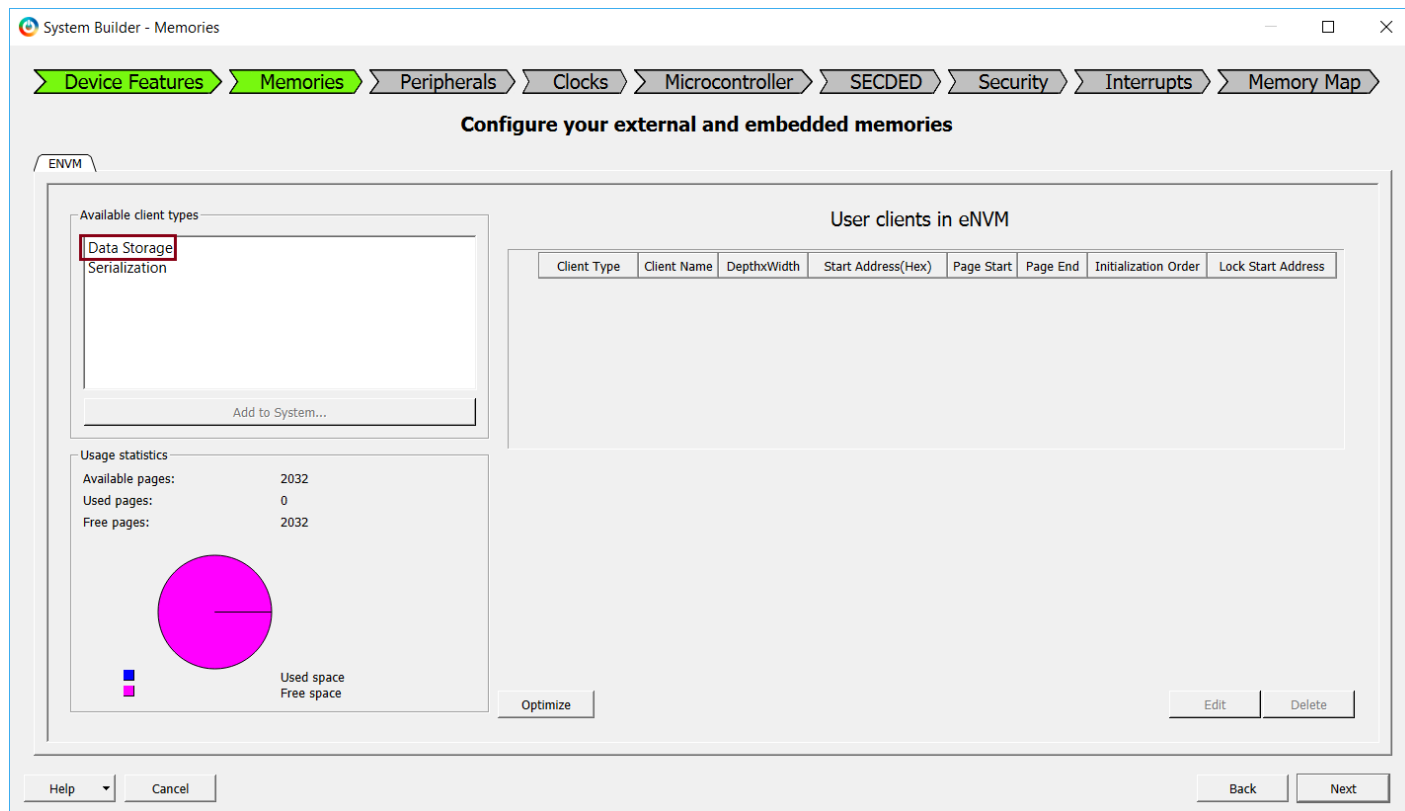 System Builder - Memories
Device Features Memories Peripherals Clocks Microcontroller SECDED Security Interrupts Memory Map
Configure your external and embedded memories
ENVM
Available client types
Data Storage
Serialization
Add to System...
User clients in eNVM
Client Type Client Name DepthxWidth Start Address(Hex) Page Start Page End Initialization Order Lock Start Address
Usage statistics
Available pages: 2032
Used pages: 0
Free pages: 2032
Used space
Free space
Optimize Edit Delete
Help Cancel Back Next